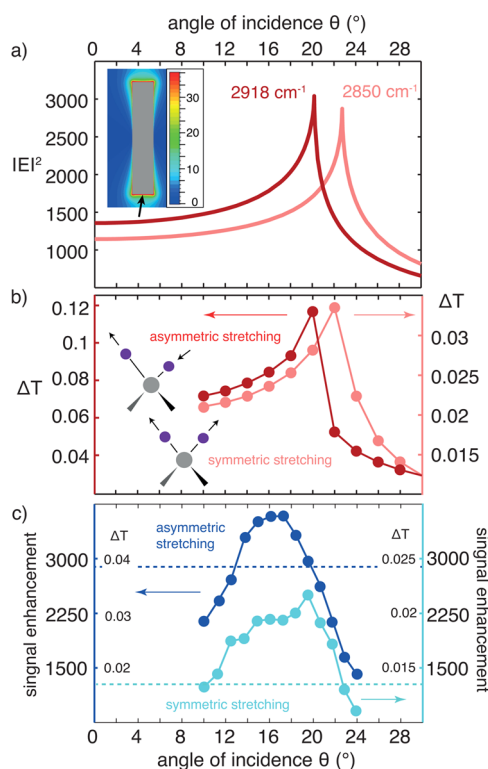 angle of incidence θ (°)
0 4 8 12 16 20 24 28
a)
2918 cm⁻¹ 2850 cm⁻¹
30
20
10
0
3000
2500
|E|²
2000
1500
1000
b)
ΔT
0.12
0.1
ΔT
0.08
0.06
0.04
asymmetric stretching
symmetric stretching
ΔT
0.03
0.025
0.02
0.015
c)
singnal enhancement
3000
2250
1500
ΔT
0.04
0.03
0.02
asymmetric
stretching
symmetric stretching
ΔT
0.025
0.02
0.015
3000
2250
1500
singnal enhancement
0 4 8 12 16 20 24 28
angle of incidence θ (°)